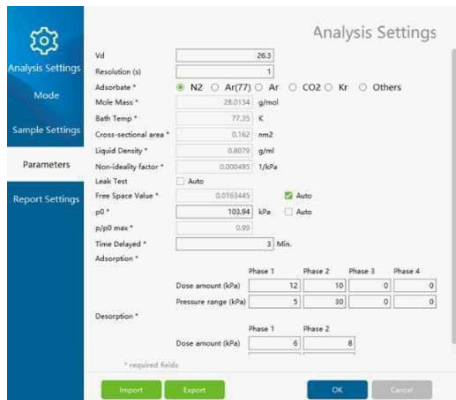 Analysis Settings
Analysis Settings
Mode
Sample Settings
Parameters
Report Settings
Vd 26.3
Resolution (s) 1
Adsorbate * N2 Ar(77) Ar CO2 Kr Others
Mole Mass * 28.0134 g/mol
Bath Temp * 77.35 K
Cross-sectional area * 0.162 nm2
Liquid Density * 0.8079 g/ml
Non-ideality factor * 0.000495 1/kPa
Leak Test Auto
Free Space Value * 0.0163445 Auto
p0 * 103.94 kPa Auto
p/p0 max * 0.99
Time Delayed * 3 Min.
Adsorption *
Phase 1 Phase 2 Phase 3 Phase 4
Dose amount (kPa) 12 10 0 0
Pressure range (kPa) 5 30 0 0
Desorption *
Phase 1 Phase 2
Dose amount (kPa) 6 8
* required fields
Import Export OK Cancel